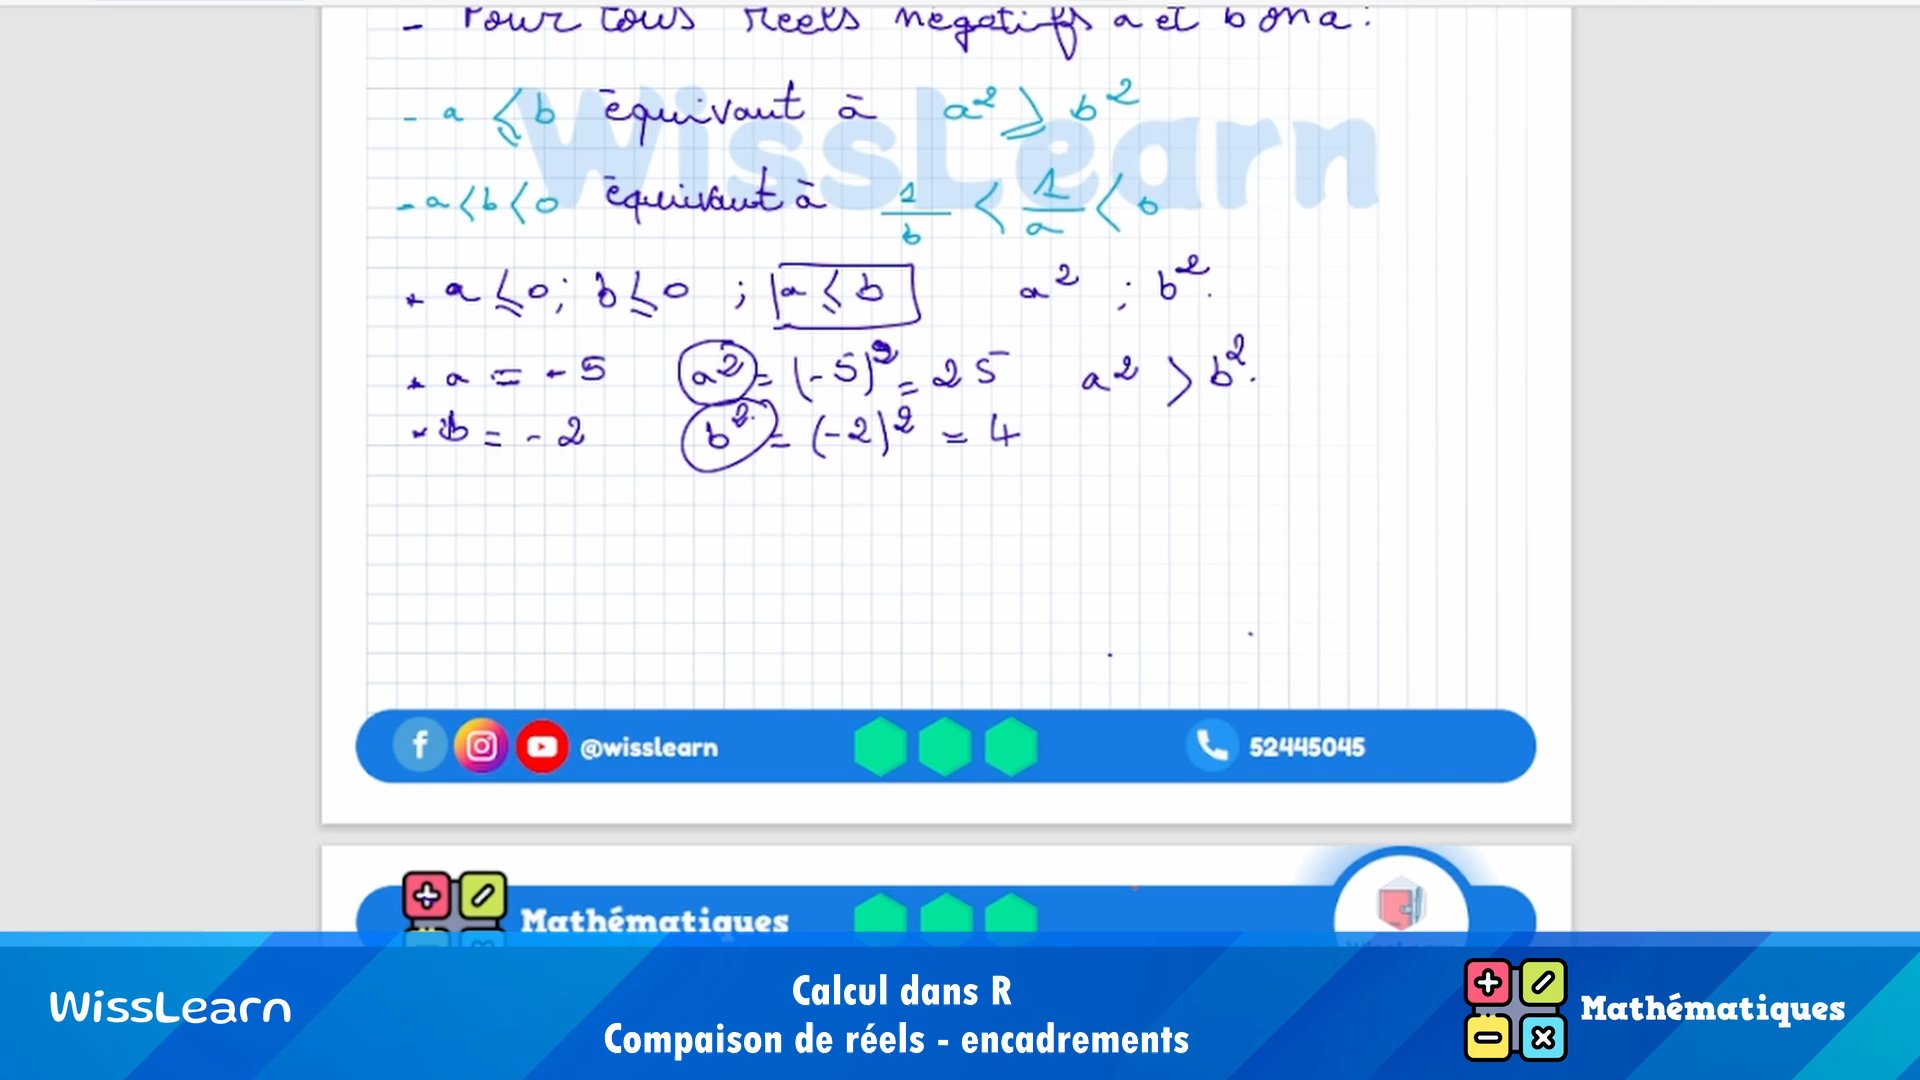 - Pour tous réels négatifs a et b on a :
WissLearn
- a ⩽ b équivaut à a² ⩾ b²
- a < b < 0 équivaut à 1/b < 1/a < 0
* a ⩽ 0 ; b ⩽ 0 ; a ⩽ b a² ; b².
* a = - 5 a² = (-5)² = 25 a² > b².
* b = - 2 b² = (-2)² = 4
@wisslearn 52445045
Mathématiques
WissLearn
Calcul dans R
Compaison de réels - encadrements
Mathématiques